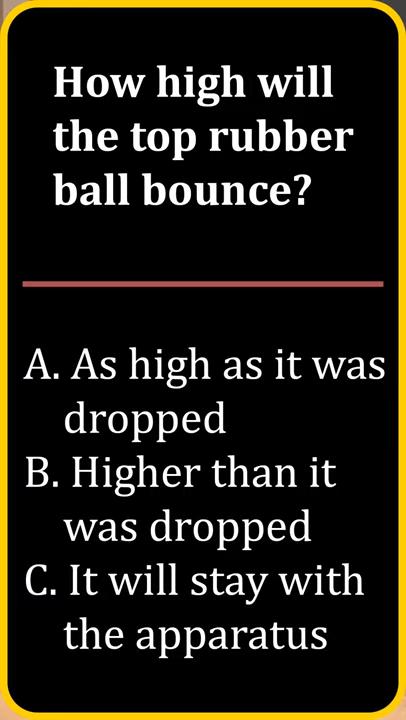 How high will
the top rubber
ball bounce?
A. As high as it was
dropped
B. Higher than it
was dropped
C. It will stay with
the apparatus